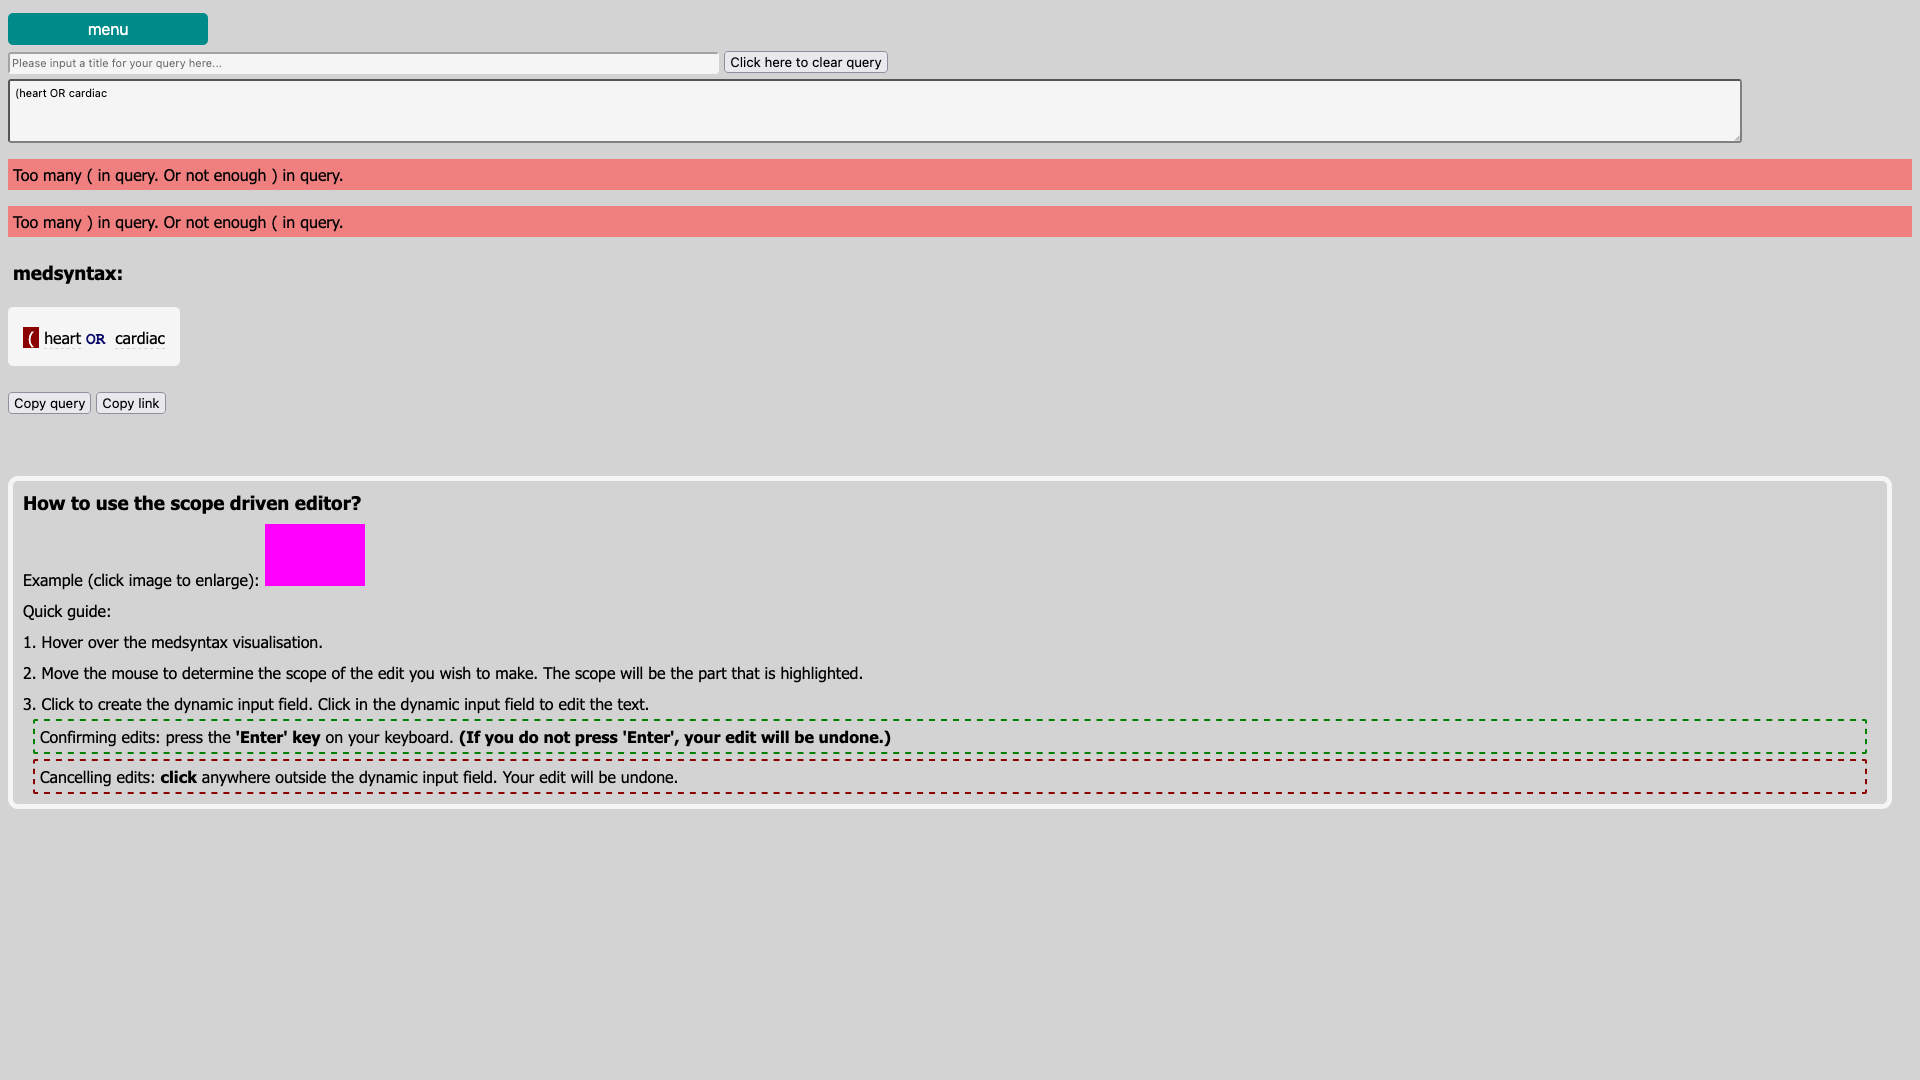 menu
Please input a title for your query here...
Click here to clear query
(heart OR cardiac
Too many ( in query. Or not enough ) in query.
Too many ) in query. Or not enough ( in query.
medsyntax:
( heart OR cardiac
Copy query
Copy link
How to use the scope driven editor?
Example (click image to enlarge):
Quick guide:
1. Hover over the medsyntax visualisation.
2. Move the mouse to determine the scope of the edit you wish to make. The scope will be the part that is highlighted.
3. Click to create the dynamic input field. Click in the dynamic input field to edit the text.
Confirming edits: press the 'Enter' key on your keyboard. (If you do not press 'Enter', your edit will be undone.)
Cancelling edits: click anywhere outside the dynamic input field. Your edit will be undone.